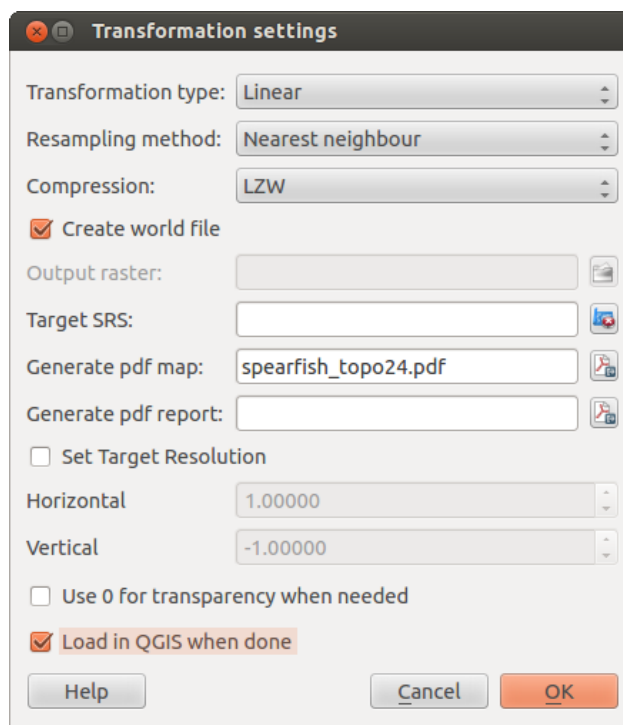 Transformation settings
Transformation type: Linear
Resampling method: Nearest neighbour
Compression: LZW
Create world file
Output raster:
Target SRS:
Generate pdf map: spearfish_topo24.pdf
Generate pdf report:
Set Target Resolution
Horizontal 1.00000
Vertical -1.00000
Use 0 for transparency when needed
Load in QGIS when done
Help Cancel OK